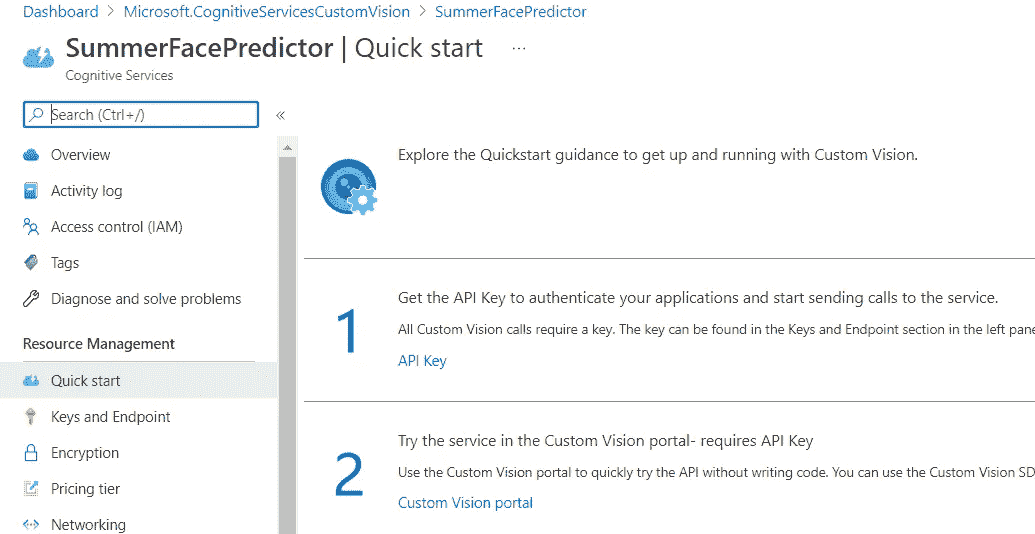 Dashboard > Microsoft.CognitiveServicesCustomVision > SummerFacePredictor
SummerFacePredictor | Quick start ...
Cognitive Services
Search (Ctrl+/) «
Overview
Activity log
Access control (IAM)
Tags
Diagnose and solve problems
Resource Management
Quick start
Keys and Endpoint
Encryption
Pricing tier
Networking
Explore the Quickstart guidance to get up and running with Custom Vision.
1
Get the API Key to authenticate your applications and start sending calls to the service.
All Custom Vision calls require a key. The key can be found in the Keys and Endpoint section in the left pane
API Key
2
Try the service in the Custom Vision portal- requires API Key
Use the Custom Vision portal to quickly try the API without writing code. You can use the Custom Vision SD
Custom Vision portal